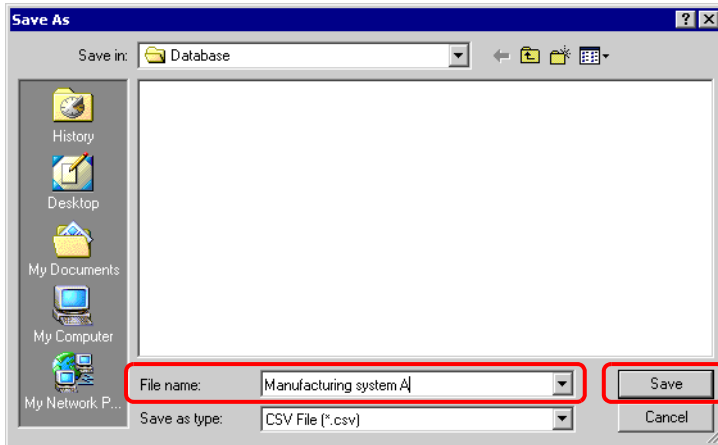 Save As
Save in: Database
History
Desktop
My Documents
My Computer
My Network P...
File name: Manufacturing system A Save
Save as type: CSV File (*.csv) Cancel